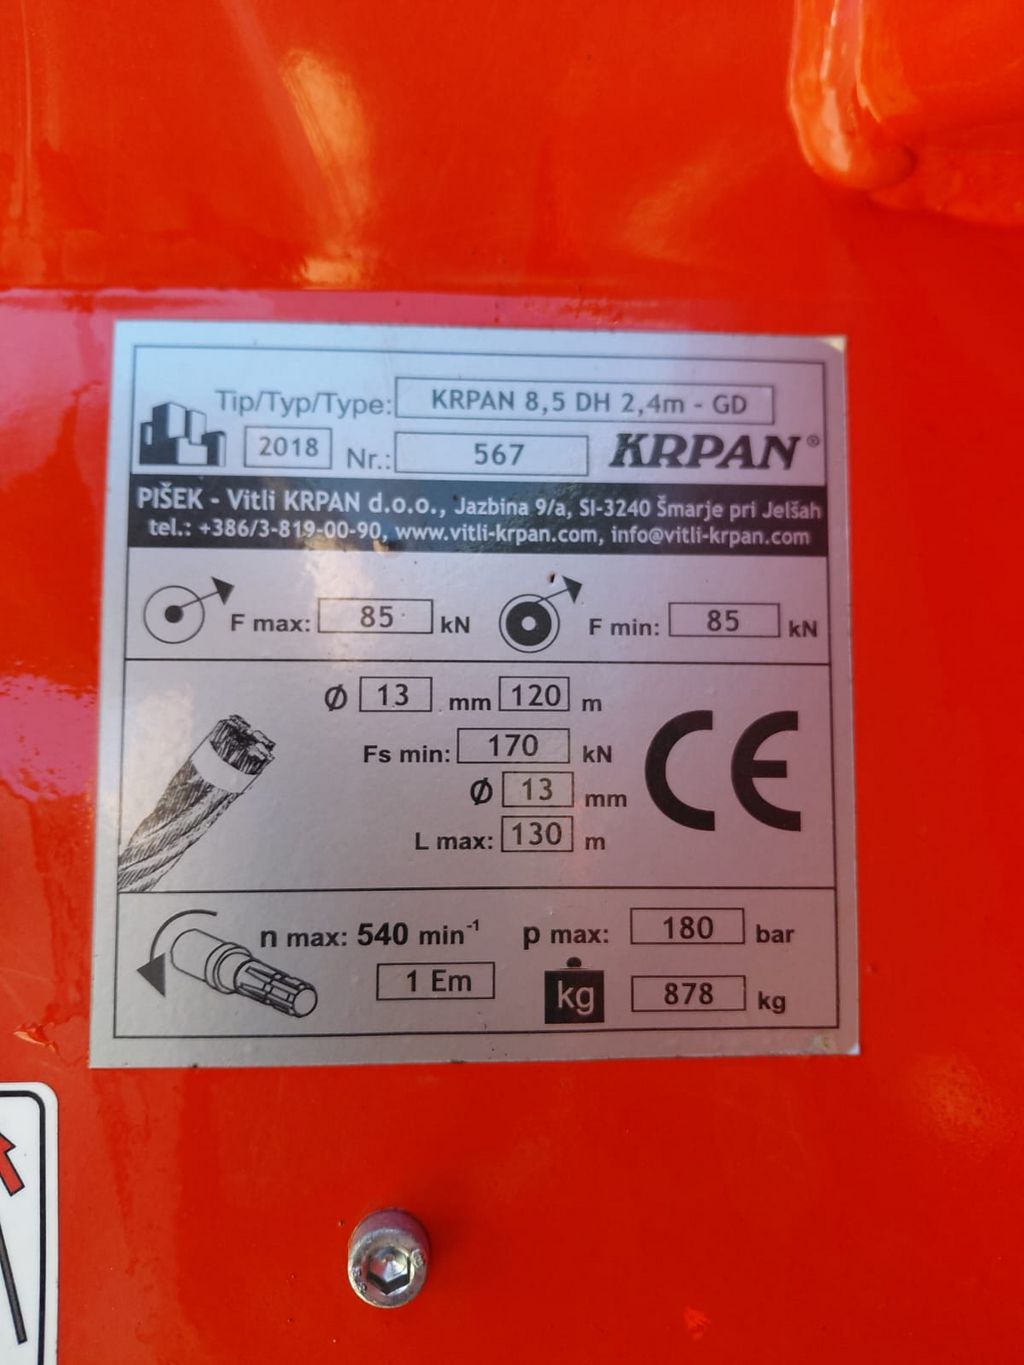 Tip/Typ/Type: KRPAN 8,5 DH 2,4m - GD
2018 Nr.: 567 KRPAN®
PIŠEK - Vitli KRPAN d.o.o., Jazbina 9/a, SI-3240 Šmarje pri Jelšah
tel.: +386/3-819-00-90, www.vitli-krpan.com, info@vitli-krpan.com
F max: 85 kN F min: 85 kN
Ø 13 mm 120 m
Fs min: 170 kN
Ø 13 mm
L max: 130 m
CE
n max: 540 min⁻¹ p max: 180 bar
1 Em kg 878 kg